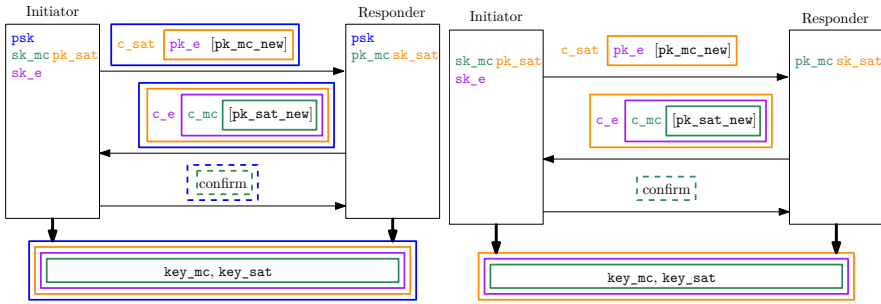 Initiator
Responder
psk
sk_mc pk_sat
sk_e
psk
pk_mc sk_sat
c_sat pk_e [pk_mc_new]
c_e c_mc [pk_sat_new]
confirm
key_mc, key_sat
Initiator
Responder
sk_mc pk_sat
sk_e
pk_mc sk_sat
c_sat pk_e [pk_mc_new]
c_e c_mc [pk_sat_new]
confirm
key_mc, key_sat